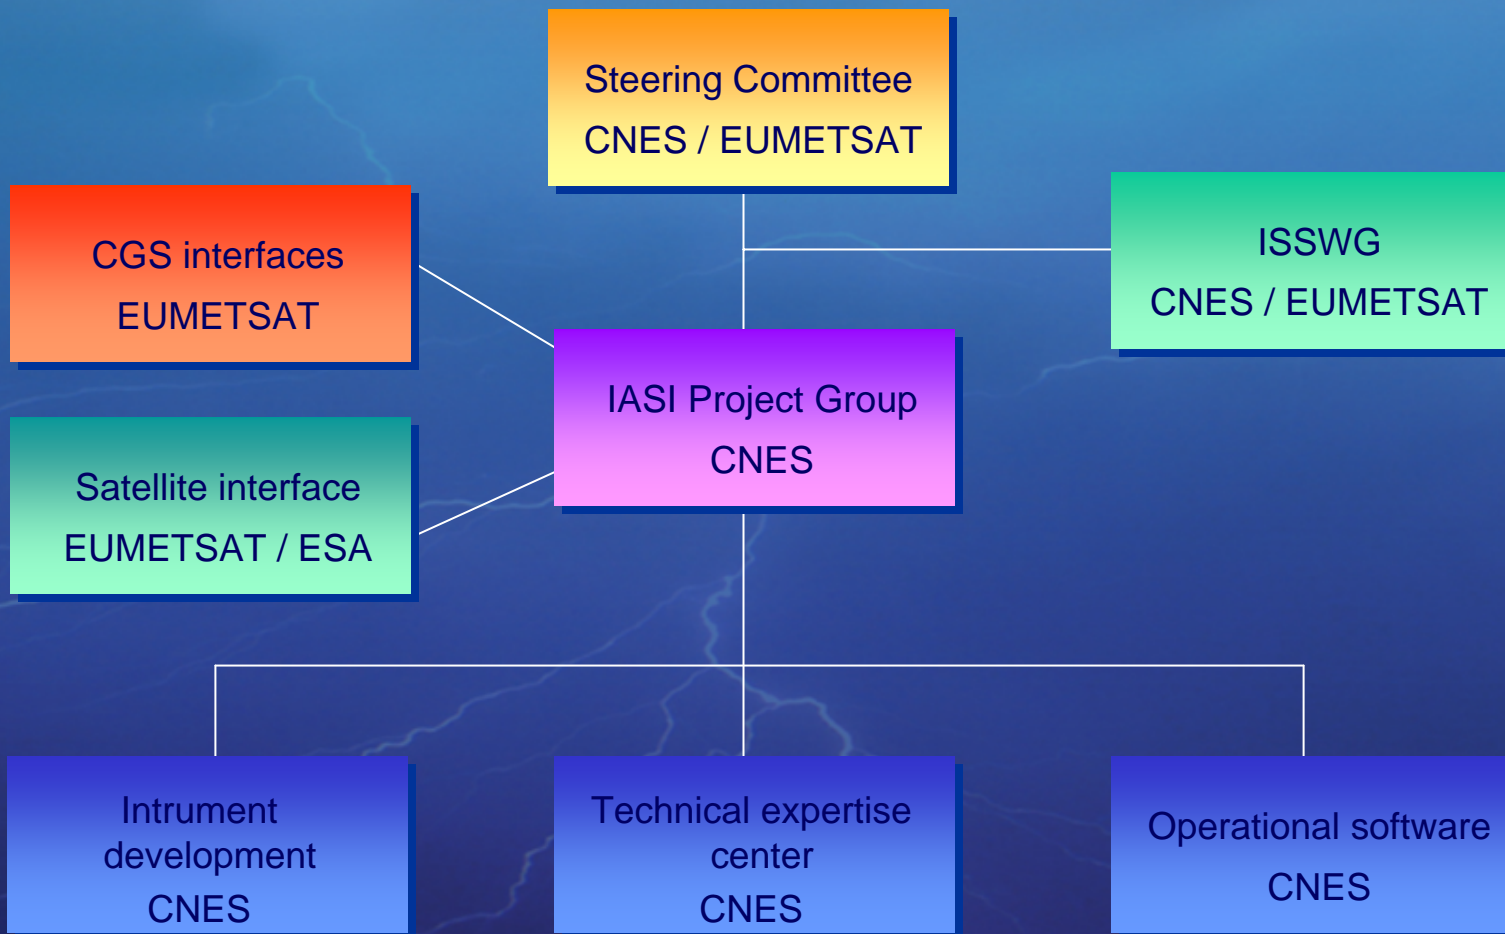 Steering Committee
CNES / EUMETSAT
CGS interfaces
EUMETSAT
ISSWG
CNES / EUMETSAT
IASI Project Group
CNES
Satellite interface
EUMETSAT / ESA
Intrument
development
CNES
Technical expertise
center
CNES
Operational software
CNES